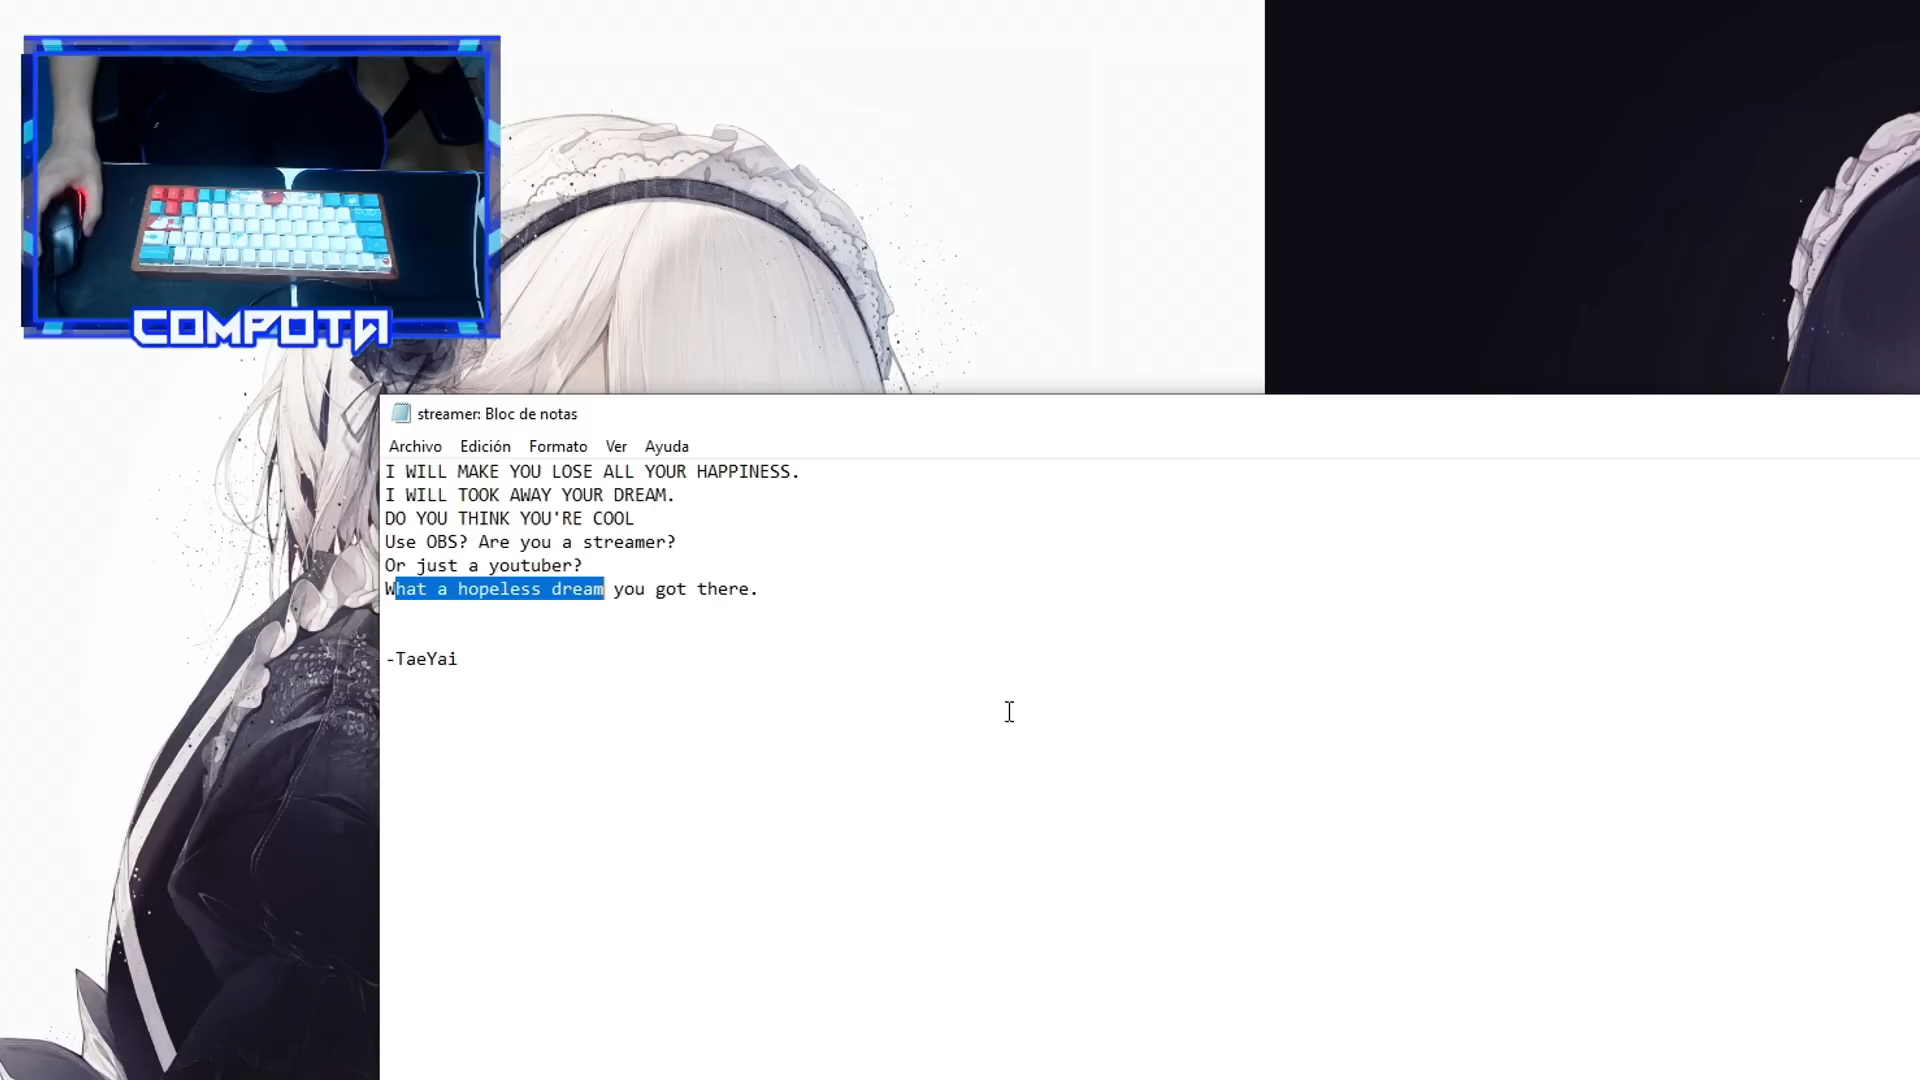 COMPOTA
streamer: Bloc de notas
Archivo Edición Formato Ver Ayuda
I WILL MAKE YOU LOSE ALL YOUR HAPPINESS.
I WILL TOOK AWAY YOUR DREAM.
DO YOU THINK YOU'RE COOL
Use OBS? Are you a streamer?
Or just a youtuber?
What a hopeless dream you got there.
-TaeYai